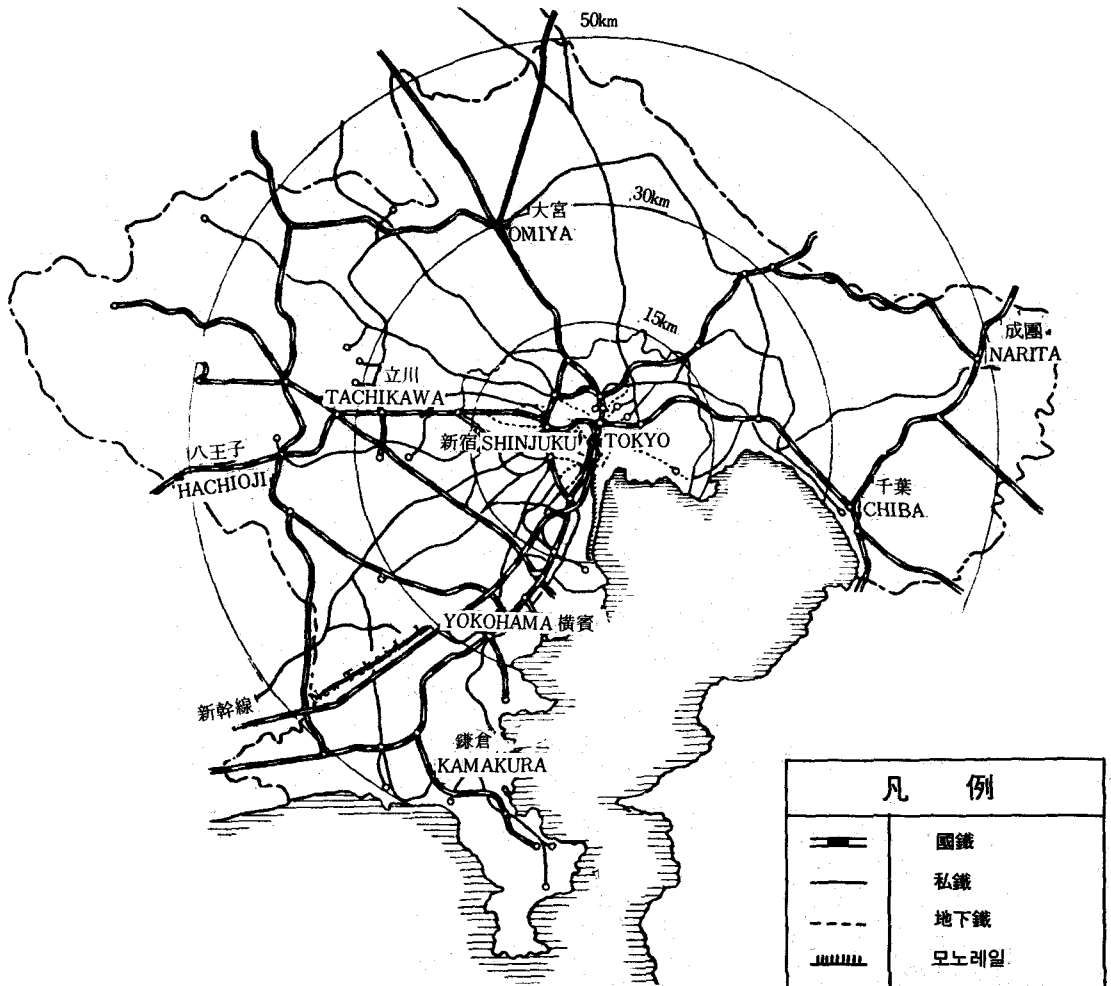 50km
30km
大宮
OMIYA
15km
成團
NARITA
立川
TACHIKAWA
新宿 SHINJUKU
TOKYO
八王子
HACHIOJI
千葉
CHIBA
YOKOHAMA 橫賓
新幹線
鎌倉
KAMAKURA
凡 例
國鐵
私鐵
地下鐵
모노레일